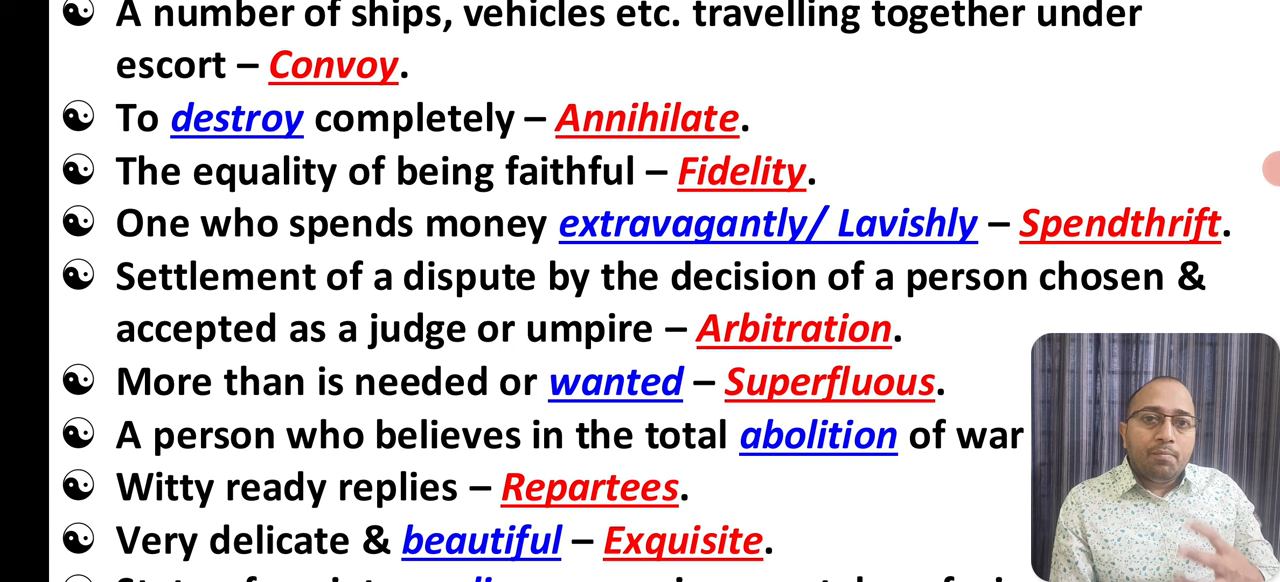 A number of ships, vehicles etc. travelling together under
escort – Convoy.
To destroy completely – Annihilate.
The equality of being faithful – Fidelity.
One who spends money extravagantly/ Lavishly – Spendthrift.
Settlement of a dispute by the decision of a person chosen &
accepted as a judge or umpire – Arbitration.
More than is needed or wanted – Superfluous.
A person who believes in the total abolition of war
Witty ready replies – Repartees.
Very delicate & beautiful – Exquisite.